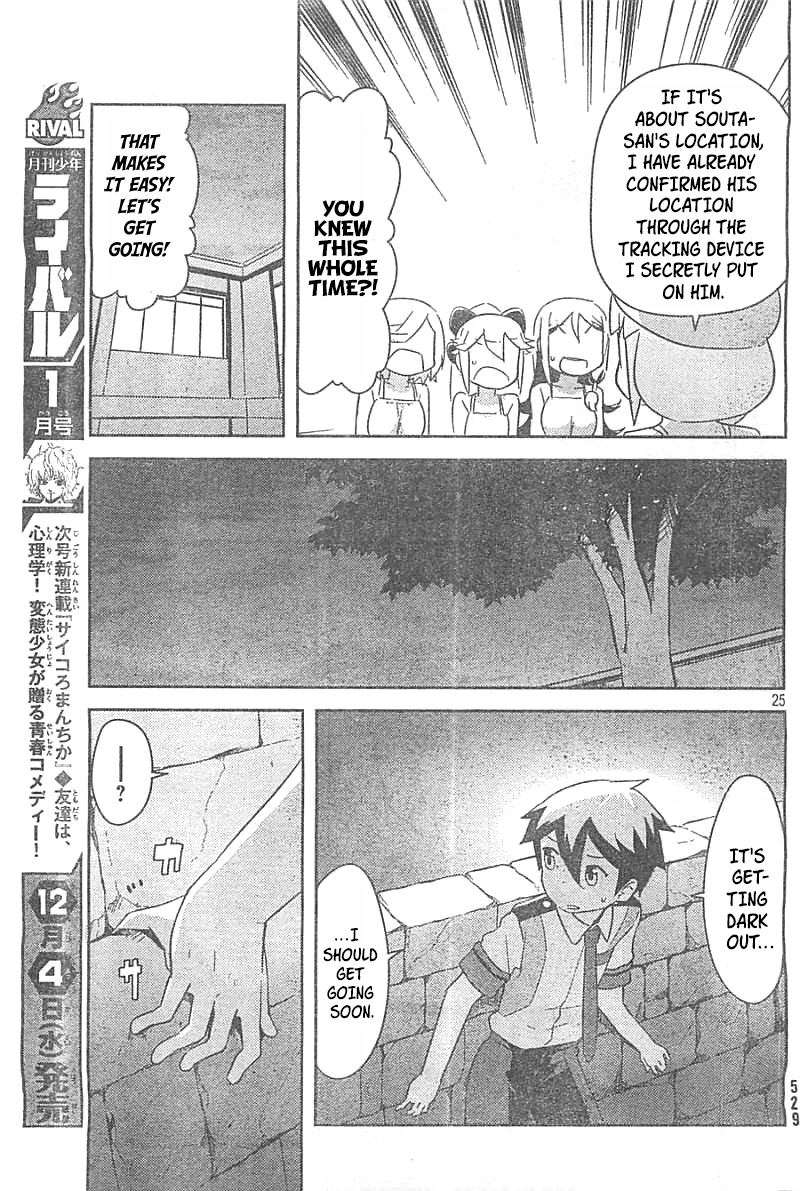 IF IT'S
ABOUT SOUTA-
SAN'S LOCATION,
I HAVE ALREADY
CONFIRMED HIS
LOCATION
THROUGH THE
TRACKING DEVICE
I SECRETLY PUT
ON HIM.
YOU
KNEW
THIS
WHOLE
TIME?!
THAT
MAKES
IT EASY!
LET'S
GET
GOING!
25
IT'S
GET-
TING
DARK
OUT...
...I
SHOULD
GET
GOING
SOON.
ー?
ガ
サ
529
RIVAL
月刊少年
ライバル
1
月号
次号新連載『サイコろまんちか』◆友達は、
心理学! 変態少女が贈る青春コメディー!
12月4日(水)発売